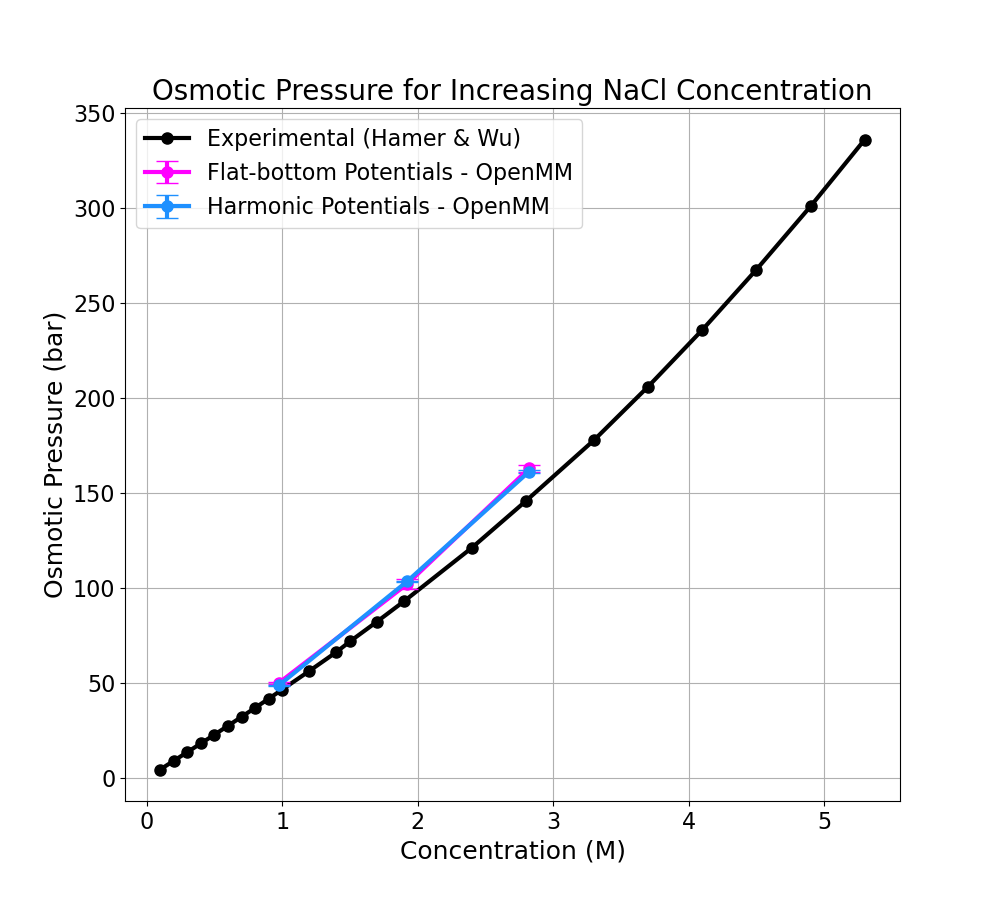 Osmotic Pressure for Increasing NaCl Concentration
Experimental (Hamer & Wu)
Flat-bottom Potentials - OpenMM
Harmonic Potentials - OpenMM
350
300
250
200
150
100
50
0
Osmotic Pressure (bar)
0 1 2 3 4 5
Concentration (M)